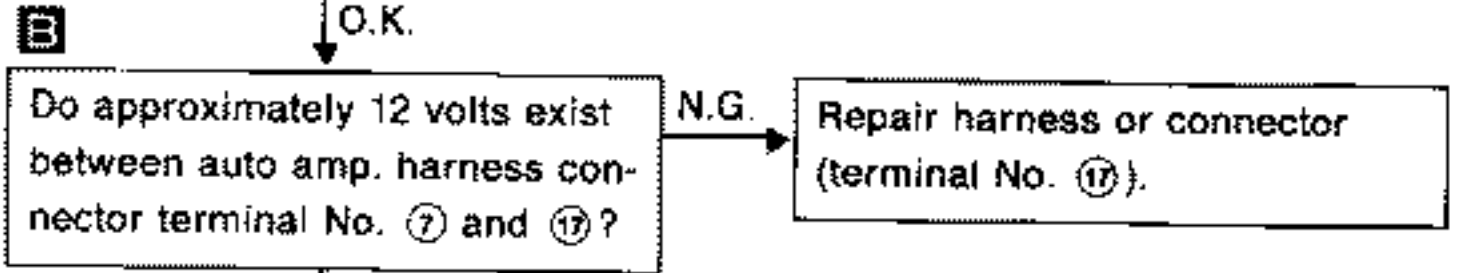 B
O.K.
Do approximately 12 volts exist
between auto amp. harness con-
nector terminal No. ⑦ and ⑰?
N.G.
Repair harness or connector
(terminal No. ⑰).